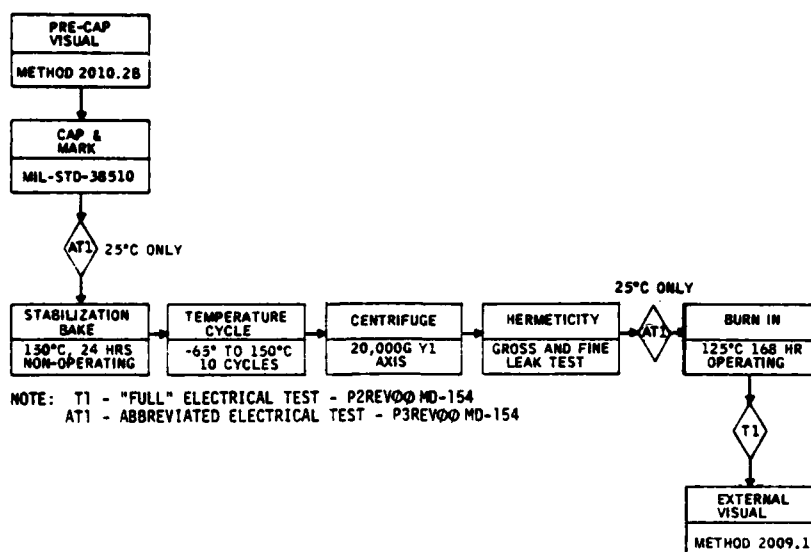 PRE-CAP
VISUAL
METHOD 2010.2B
CAP &
MARK
MIL-STD-38510
AT1
25°C ONLY
STABILIZATION
BAKE
150°C, 24 HRS
NON-OPERATING
TEMPERATURE
CYCLE
-65° TO 150°C
10 CYCLES
CENTRIFUGE
20,000G Y1
AXIS
HERMETICITY
GROSS AND FINE
LEAK TEST
25°C ONLY
AT1
BURN IN
125°C 168 HR
OPERATING
NOTE: T1 - "FULL" ELECTRICAL TEST - P2REV00 MD-154
AT1 - ABBREVIATED ELECTRICAL TEST - P3REV00 MD-154
T1
EXTERNAL
VISUAL
METHOD 2009.1